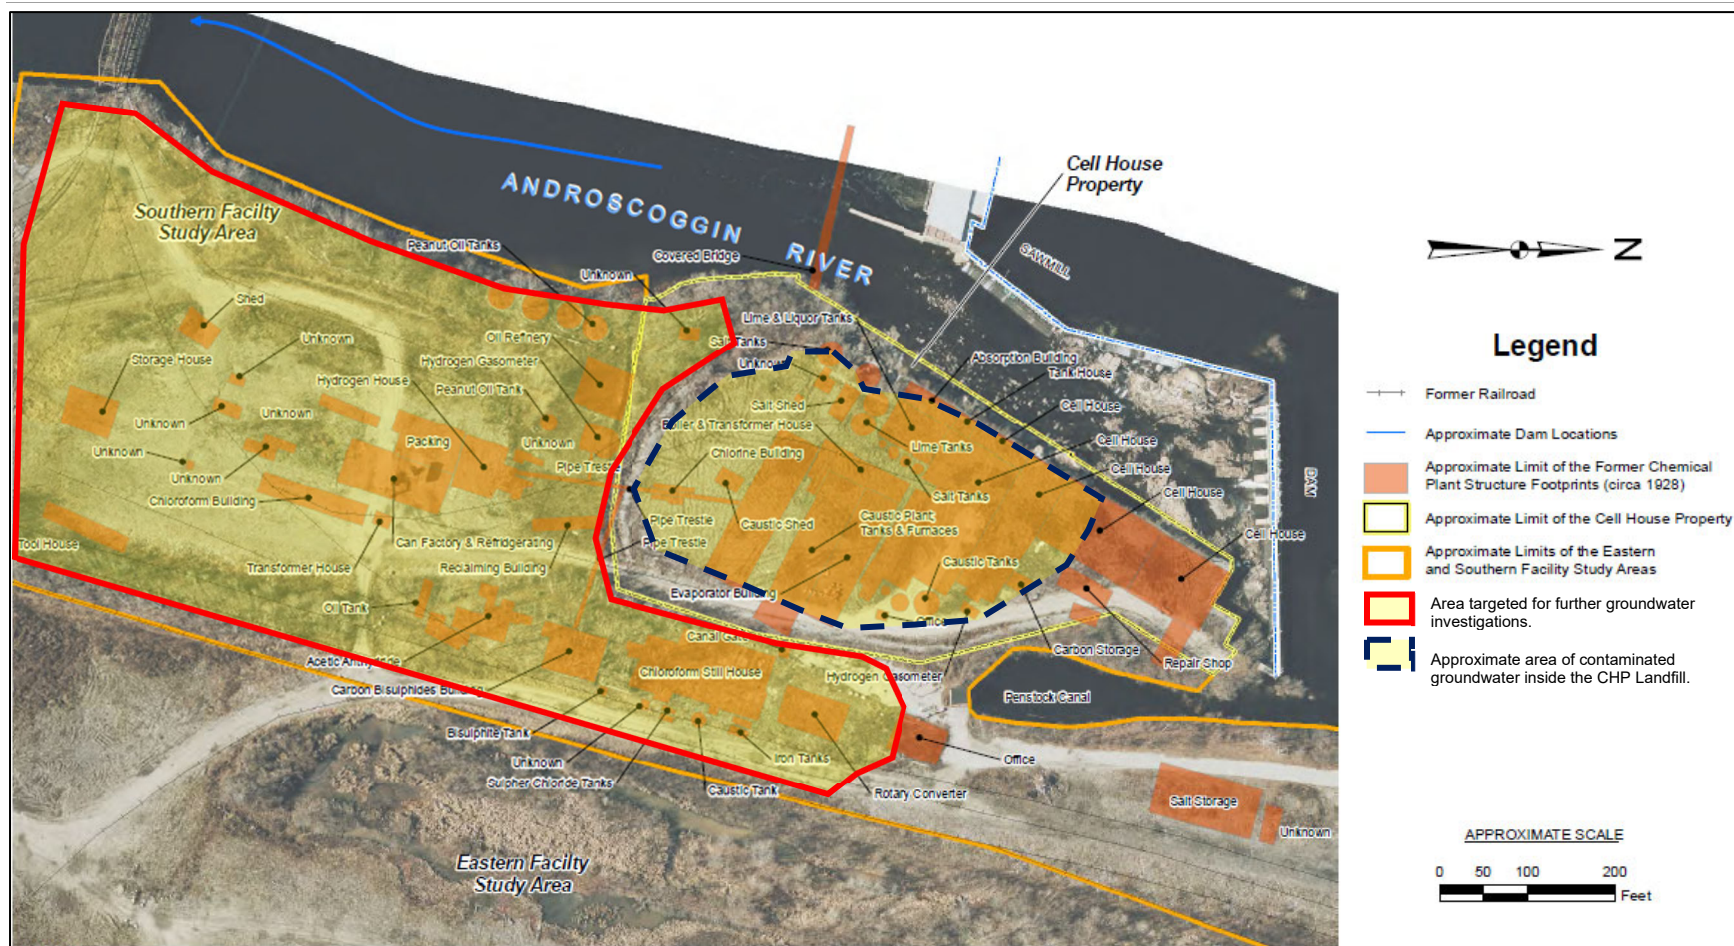 Cell House
Property
ANDROSCOGGIN
RIVER
SAWMILL
DAM
Southern Facilty
Study Area
Peanut Oil Tanks
Unknown
Covered Bridge
Shed
Oil Refinery
Lime & Liquor Tanks
Salt Tanks
Unknown
Absorption Building
Tank House
Storage House
Unknown
Hydrogen Gasometer
Hydrogen House
Peanut Oil Tank
Salt Shed
Cell House
Unknown
Unknown
Boiler & Transformer House
Lime Tanks
Cell House
Packing
Unknown
Unknown
Chlorine Building
Cell House
Pipe Trestle
Unknown
Salt Tanks
Cell House
Chloroform Building
Pipe Trestle
Caustic Shed
Caustic Plant
Tanks & Furnaces
Cell House
Tool House
Can Factory & Refridgerating
Pipe Trestle
Transformer House
Reclaiming Building
Caustic Tanks
Evaporator Building
Oil Tank
Office
Canal Gate
Carbon Storage
Repair Shop
Acetic Anhydride
Chloroform Still House
Hydrogen Gasometer
Carbon Bisulphides Building
Penstock Canal
Bisulphite Tank
Iron Tanks
Office
Unknown
Sulpher Chloride Tanks
Caustic Tank
Rotary Converter
Salt Storage
Unknown
Eastern Facilty
Study Area
N
Legend
Former Railroad
Approximate Dam Locations
Approximate Limit of the Former Chemical
Plant Structure Footprints (circa 1928)
Approximate Limit of the Cell House Property
Approximate Limits of the Eastern
and Southern Facility Study Areas
Area targeted for further groundwater
investigations.
Approximate area of contaminated
groundwater inside the CHP Landfill.
APPROXIMATE SCALE
0 50 100 200
Feet